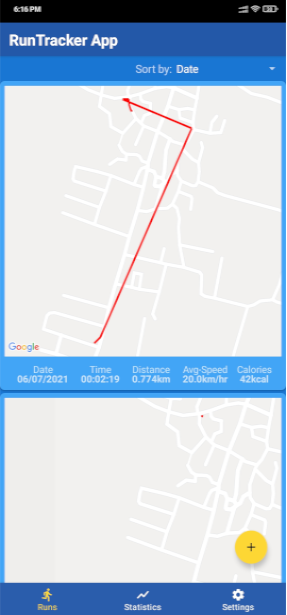 6:16 PM
RunTracker App
Sort by: Date
Google
Date Time Distance Avg-Speed Calories
06/07/2021 00:02:19 0.774km 20.0km/hr 42kcal
+
Runs Statistics Settings